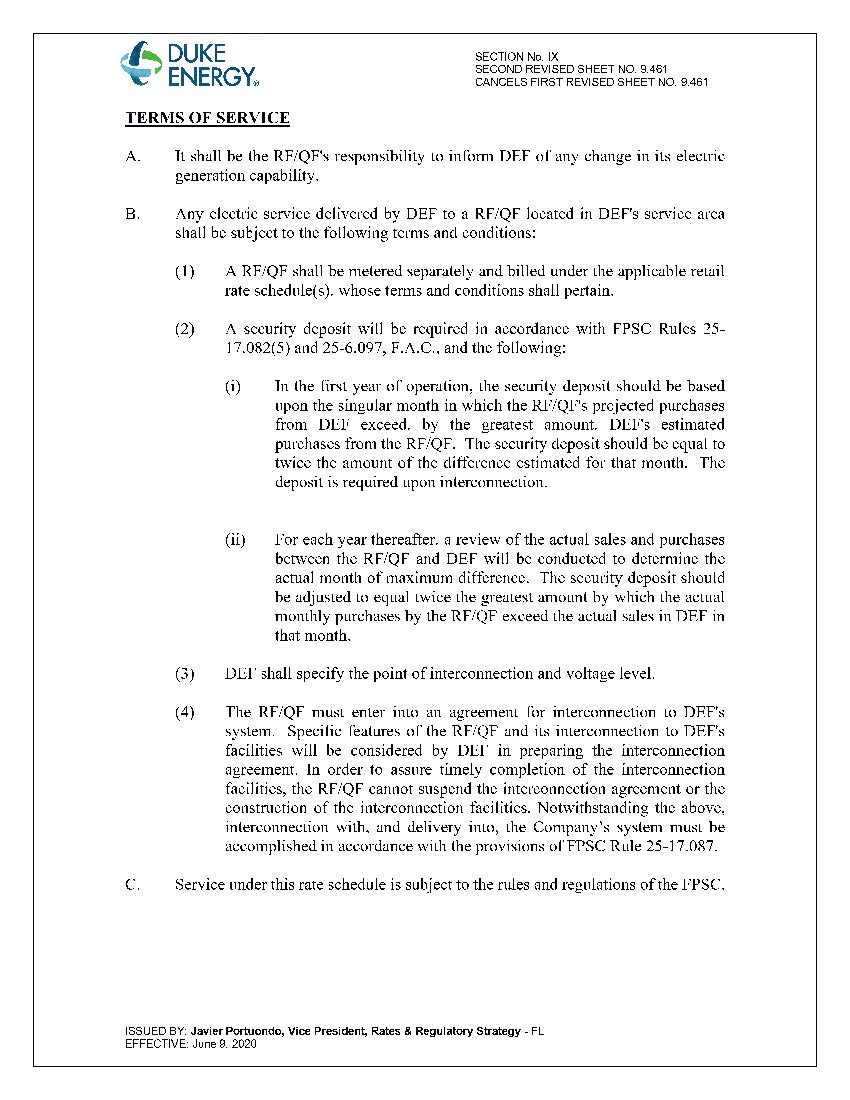 DUKE
ENERGY®
SECTION No. IX
SECOND REVISED SHEET NO. 9.461
CANCELS FIRST REVISED SHEET NO. 9.461
TERMS OF SERVICE
A. It shall be the RF/QF's responsibility to inform DEF of any change in its electric
generation capability.
B. Any electric service delivered by DEF to a RF/QF located in DEF's service area
shall be subject to the following terms and conditions:
(1) A RF/QF shall be metered separately and billed under the applicable retail
rate schedule(s), whose terms and conditions shall pertain.
(2) A security deposit will be required in accordance with FPSC Rules 25-
17.082(5) and 25-6.097, F.A.C., and the following:
(i) In the first year of operation, the security deposit should be based
upon the singular month in which the RF/QF's projected purchases
from DEF exceed, by the greatest amount, DEF's estimated
purchases from the RF/QF. The security deposit should be equal to
twice the amount of the difference estimated for that month. The
deposit is required upon interconnection.
(ii) For each year thereafter, a review of the actual sales and purchases
between the RF/QF and DEF will be conducted to determine the
actual month of maximum difference. The security deposit should
be adjusted to equal twice the greatest amount by which the actual
monthly purchases by the RF/QF exceed the actual sales in DEF in
that month.
(3) DEF shall specify the point of interconnection and voltage level.
(4) The RF/QF must enter into an agreement for interconnection to DEF's
system. Specific features of the RF/QF and its interconnection to DEF's
facilities will be considered by DEF in preparing the interconnection
agreement. In order to assure timely completion of the interconnection
facilities, the RF/QF cannot suspend the interconnection agreement or the
construction of the interconnection facilities. Notwithstanding the above,
interconnection with, and delivery into, the Company's system must be
accomplished in accordance with the provisions of FPSC Rule 25-17.087.
C. Service under this rate schedule is subject to the rules and regulations of the FPSC.
ISSUED BY: Javier Portuondo, Vice President, Rates & Regulatory Strategy - FL
EFFECTIVE: June 9, 2020